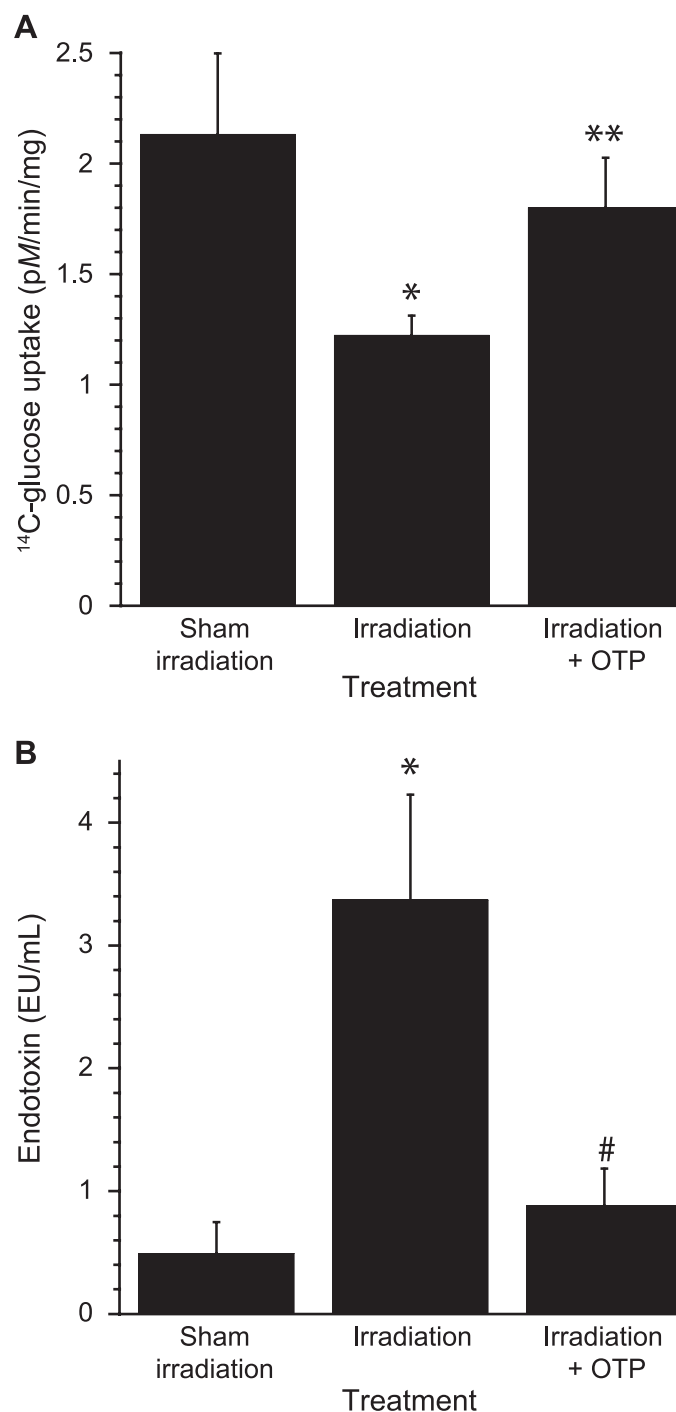 A
¹⁴C-glucose uptake (pM/min/mg)
2.5
2
1.5
1
0.5
0
*
**
Sham
irradiation
Irradiation
Irradiation
+ OTP
Treatment
B
Endotoxin (EU/mL)
4
3
2
1
0
*
#
Sham
irradiation
Irradiation
Irradiation
+ OTP
Treatment